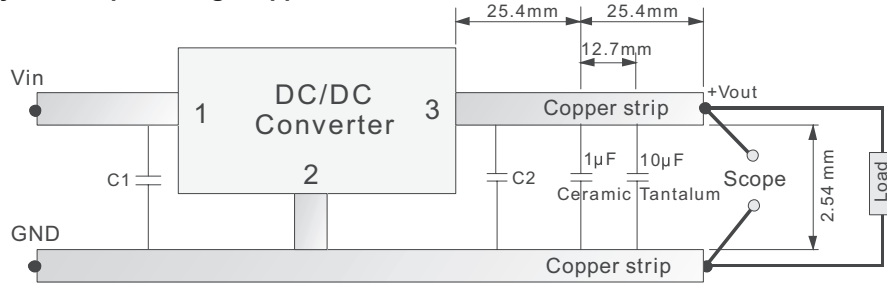 25.4mm 25.4mm
12.7mm
Vin
DC/DC
Converter
1
3
2
Copper strip
+Vout
C1
C2
1µF
Ceramic
10µF
Tantalum
Scope
2.54 mm
Load
GND
Copper strip